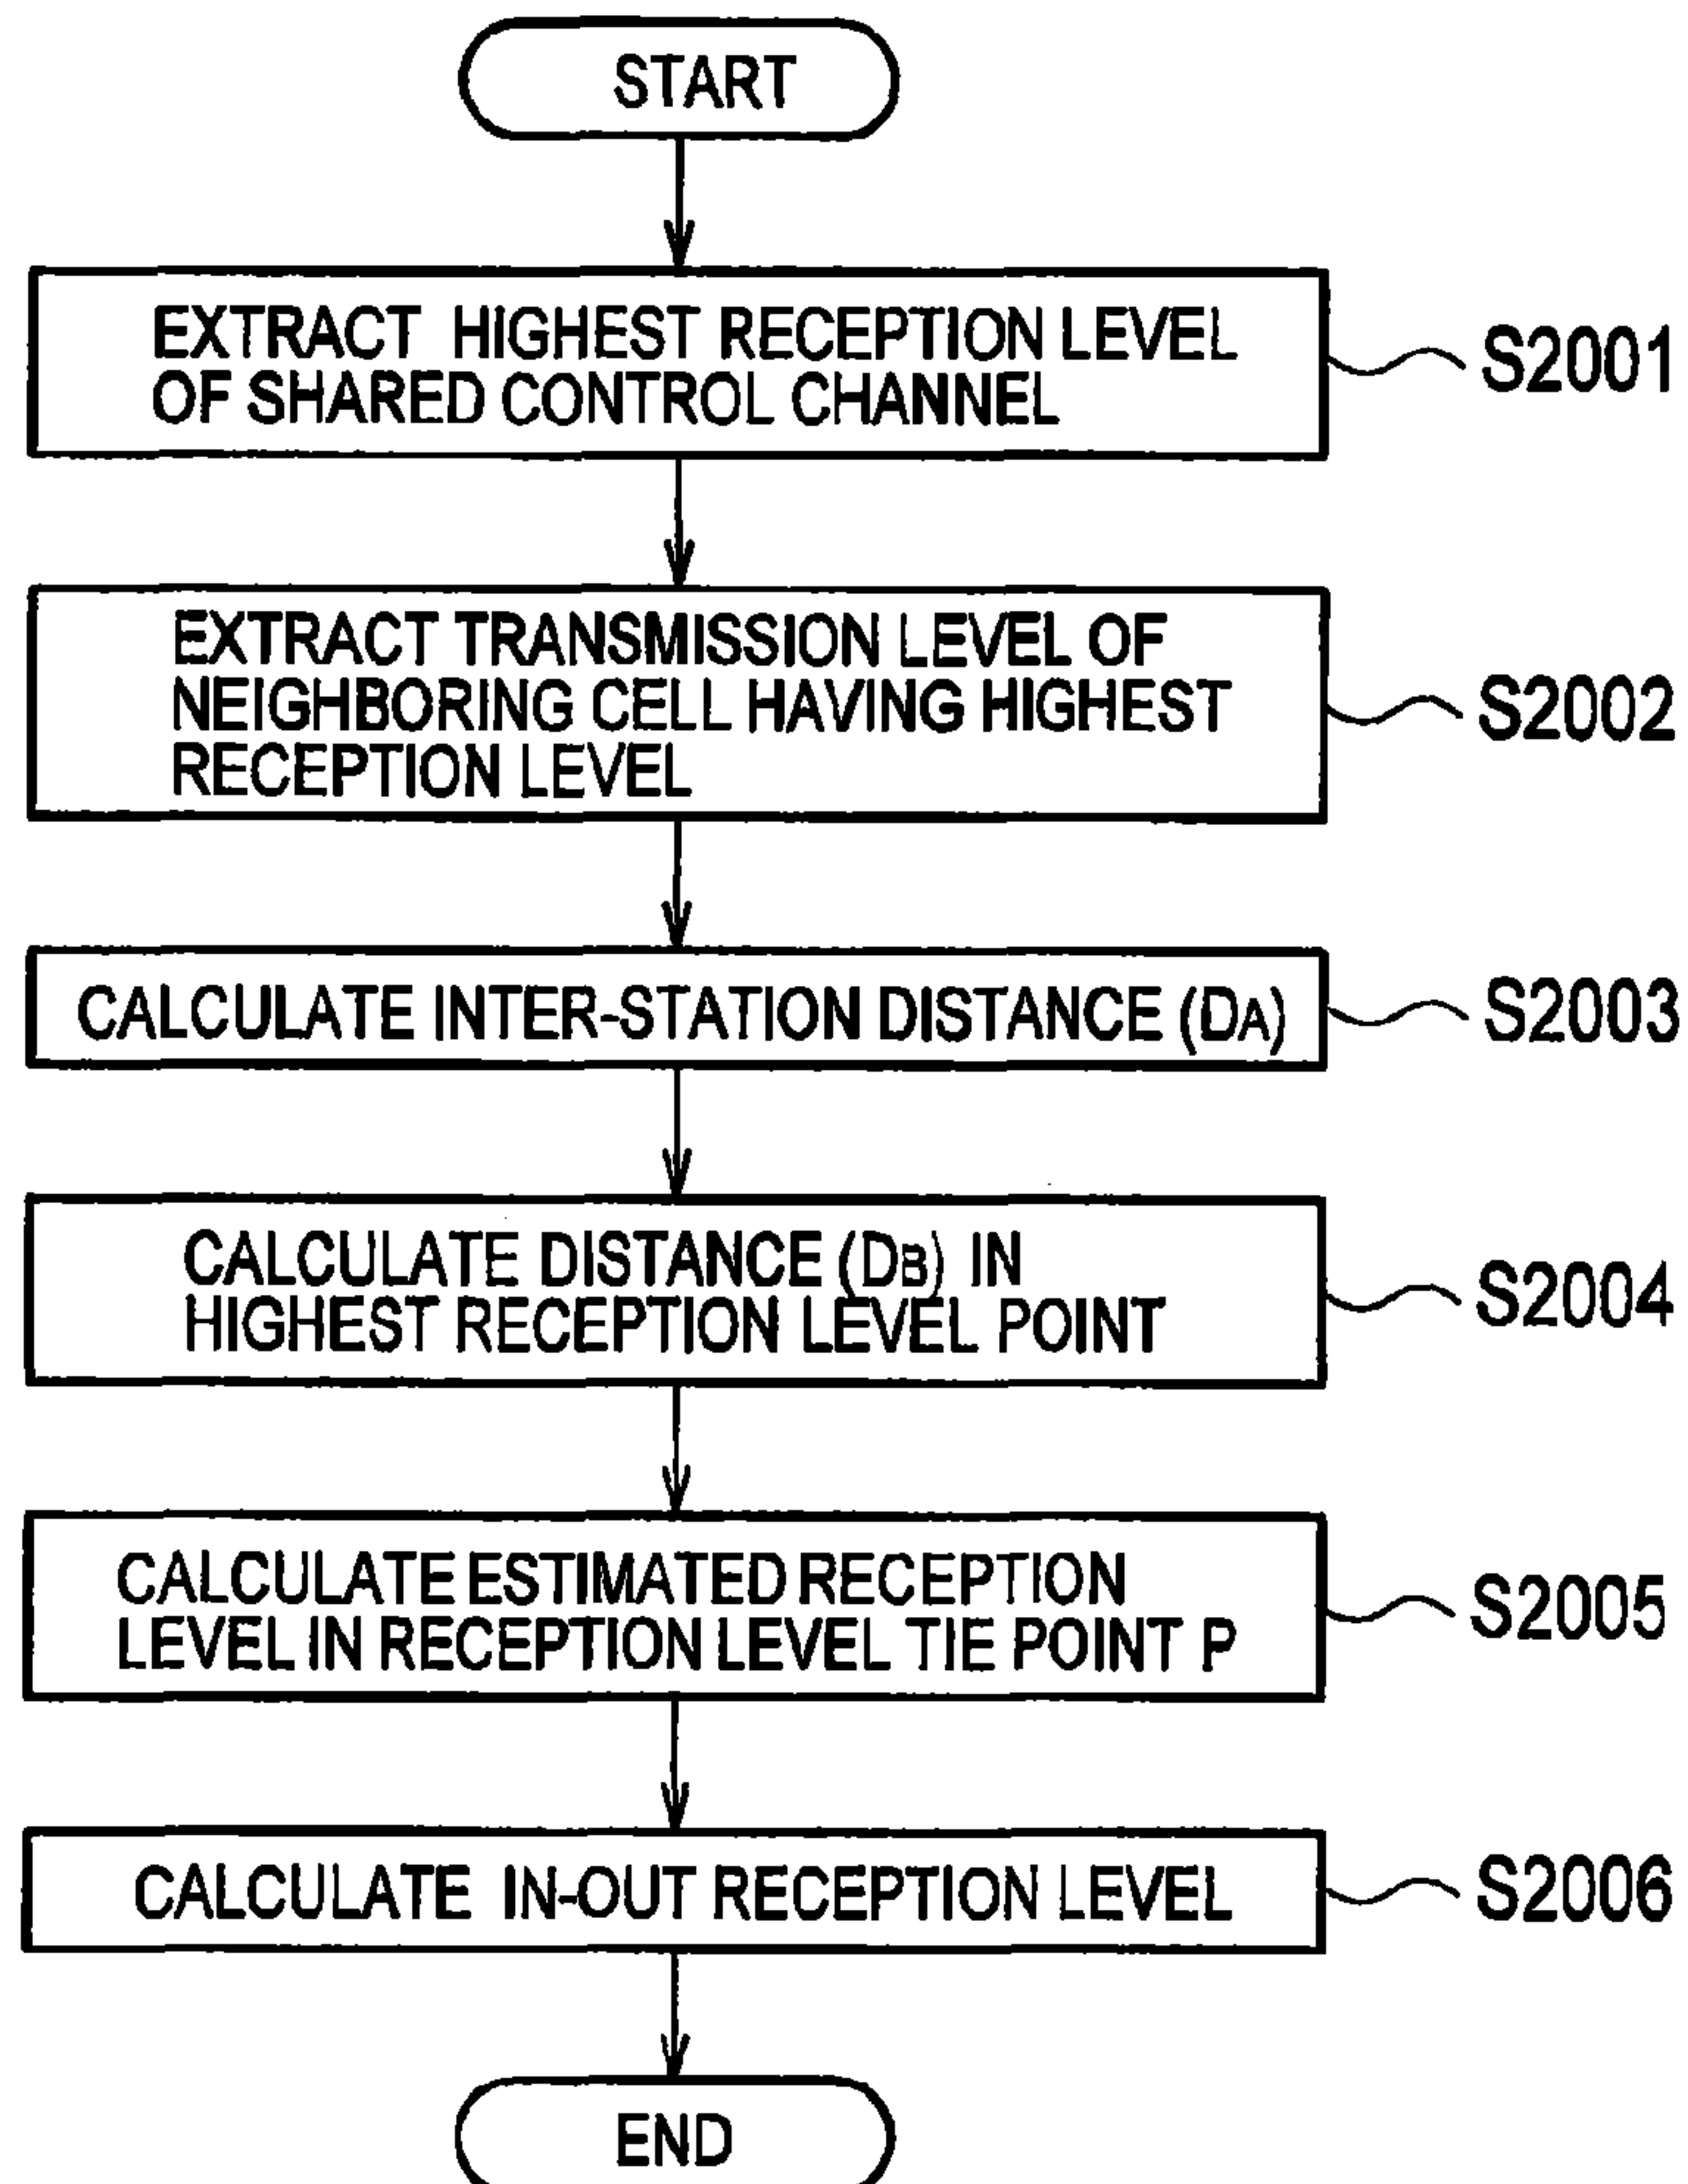 START
EXTRACT HIGHEST RECEPTION LEVEL
OF SHARED CONTROL CHANNEL
S2001
EXTRACT TRANSMISSION LEVEL OF
NEIGHBORING CELL HAVING HIGHEST
RECEPTION LEVEL
S2002
CALCULATE INTER-STATION DISTANCE (DA)
S2003
CALCULATE DISTANCE (DB) IN
HIGHEST RECEPTION LEVEL POINT
S2004
CALCULATE ESTIMATED RECEPTION
LEVEL IN RECEPTION LEVEL TIE POINT P
S2005
CALCULATE IN-OUT RECEPTION LEVEL
S2006
END